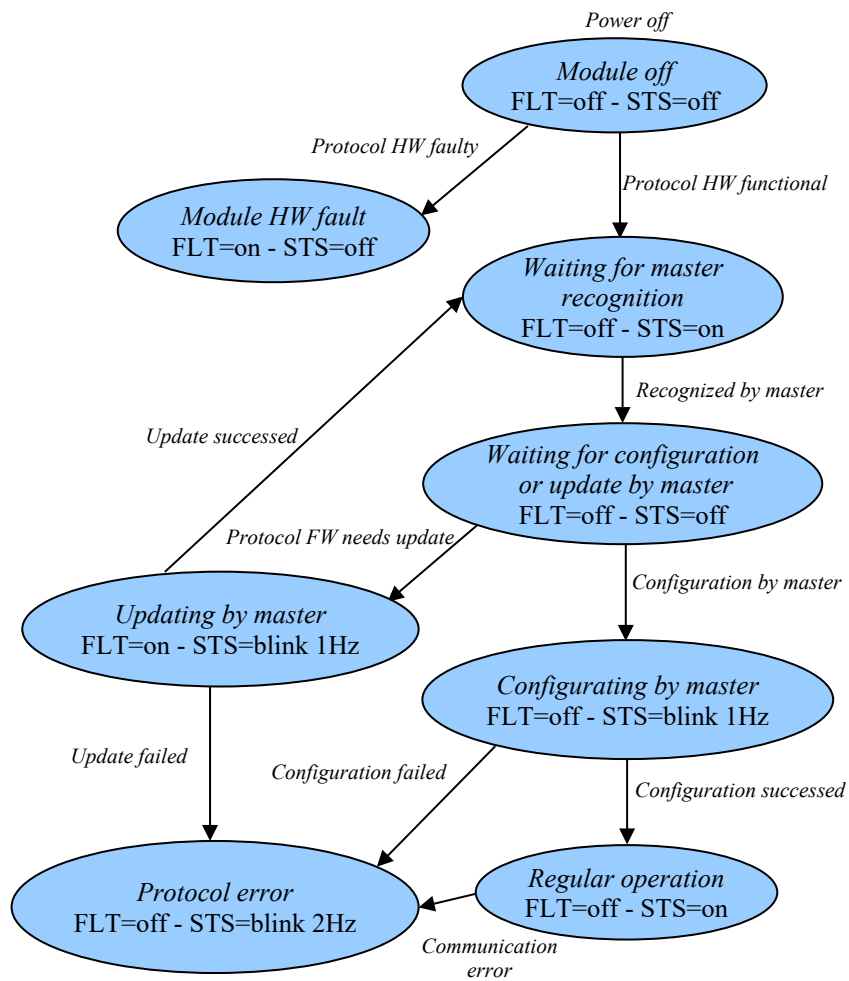 Power off
Module off
FLT=off - STS=off
Protocol HW faulty
Protocol HW functional
Module HW fault
FLT=on - STS=off
Waiting for master
recognition
FLT=off - STS=on
Recognized by master
Update successed
Waiting for configuration
or update by master
FLT=off - STS=off
Protocol FW needs update
Configuration by master
Updating by master
FLT=on - STS=blink 1Hz
Configurating by master
FLT=off - STS=blink 1Hz
Update failed
Configuration failed
Configuration successed
Protocol error
FLT=off - STS=blink 2Hz
Regular operation
FLT=off - STS=on
Communication
error